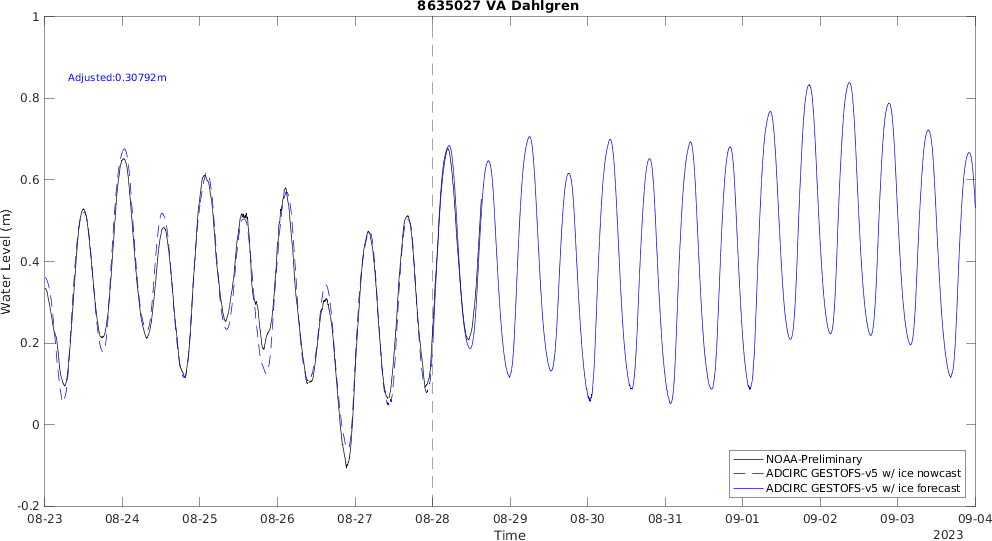 8635027 VA Dahlgren
1
0.8
0.6
0.4
0.2
0
-0.2
Water Level (m)
Adjusted:0.30792m
NOAA-Preliminary
ADCIRC GESTOFS-v5 w/ ice nowcast
ADCIRC GESTOFS-v5 w/ ice forecast
08-23 08-24 08-25 08-26 08-27 08-28 08-29 08-30 08-31 09-01 09-02 09-03 09-04
Time
2023